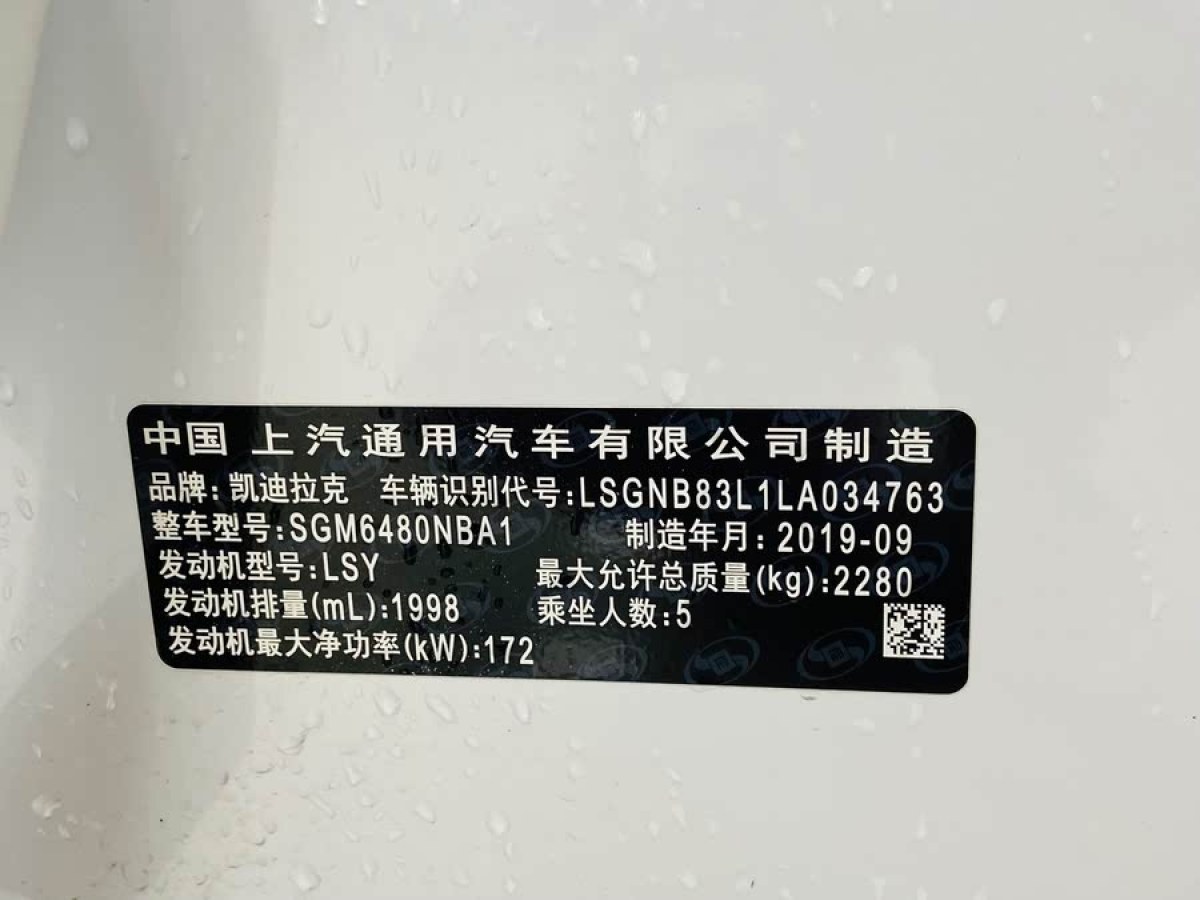 中国 上汽通用汽车有限公司制造
品牌: 凯迪拉克 车辆识别代号:LSGNB83L1LA034763
整车型号:SGM6480NBA1 制造年月: 2019-09
发动机型号:LSY 最大允许总质量(kg):2280
发动机排量(mL):1998 乘坐人数:5
发动机最大净功率(kW):172